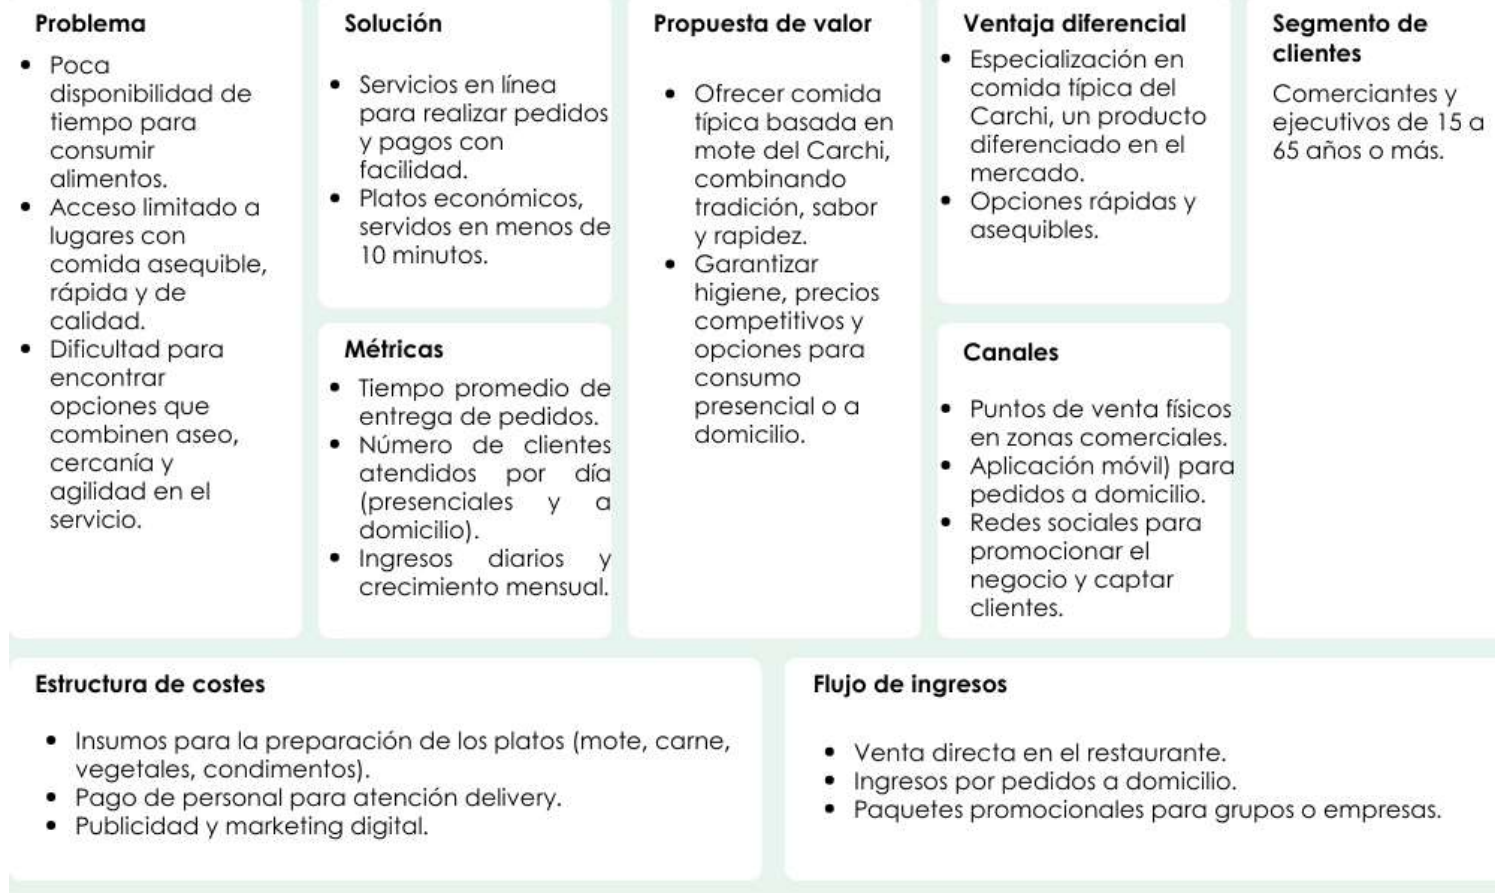 Problema
Poca
disponibilidad de
tiempo para
consumir
alimentos.
Acceso limitado a
lugares con
comida asequible,
rápida y de
calidad.
Dificultad para
encontrar
opciones que
combinen aseo,
cercanía y
agilidad en el
servicio.
Solución
Servicios en línea
para realizar pedidos
y pagos con
facilidad.
Platos económicos,
servidos en menos de
10 minutos.
Métricas
Tiempo promedio de
entrega de pedidos.
Número de clientes
atendidos por día
(presenciales y a
domicilio).
Ingresos diarios y
crecimiento mensual.
Propuesta de valor
Ofrecer comida
típica basada en
mote del Carchi,
combinando
tradición, sabor
y rapidez.
Garantizar
higiene, precios
competitivos y
opciones para
consumo
presencial o a
domicilio.
Ventaja diferencial
Especialización en
comida típica del
Carchi, un producto
diferenciado en el
mercado.
Opciones rápidas y
asequibles.
Canales
Puntos de venta físicos
en zonas comerciales.
Aplicación móvil) para
pedidos a domicilio.
Redes sociales para
promocionar el
negocio y captar
clientes.
Segmento de
clientes
Comerciantes y
ejecutivos de 15 a
65 años o más.
Estructura de costes
Insumos para la preparación de los platos (mote, carne,
vegetales, condimentos).
Pago de personal para atención delivery.
Publicidad y marketing digital.
Flujo de ingresos
Venta directa en el restaurante.
Ingresos por pedidos a domicilio.
Paquetes promocionales para grupos o empresas.